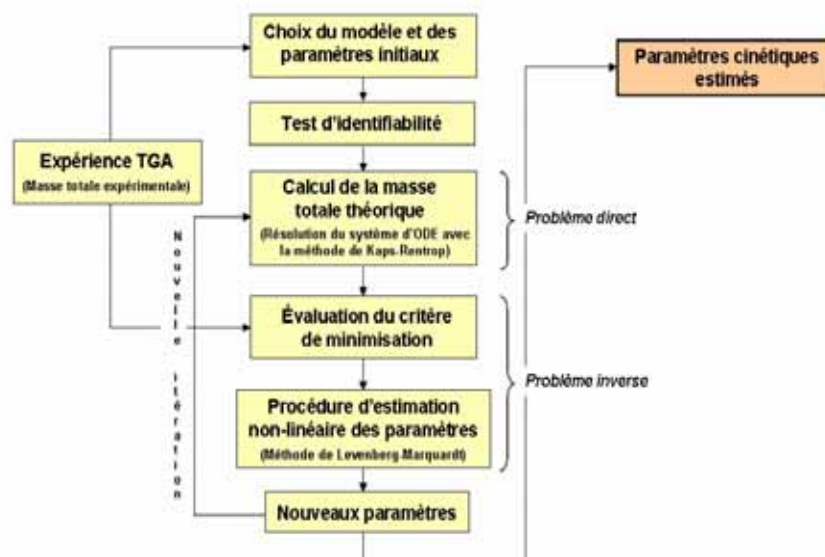 Choix du modèle et des
paramètres initiaux
Paramètres cinétiques
estimés
Test d'identifiabilité
Expérience TGA
(Masse totale expérimentale)
Calcul de la masse
totale théorique
(Résolution du système d'ODE avec
la méthode de Kaps-Rentrop)
Problème direct
Nouvelle itération
Évaluation du critère
de minimisation
Problème inverse
Procédure d'estimation
non-linéaire des paramètres
(Méthode de Levenberg-Marquardt)
Nouveaux paramètres